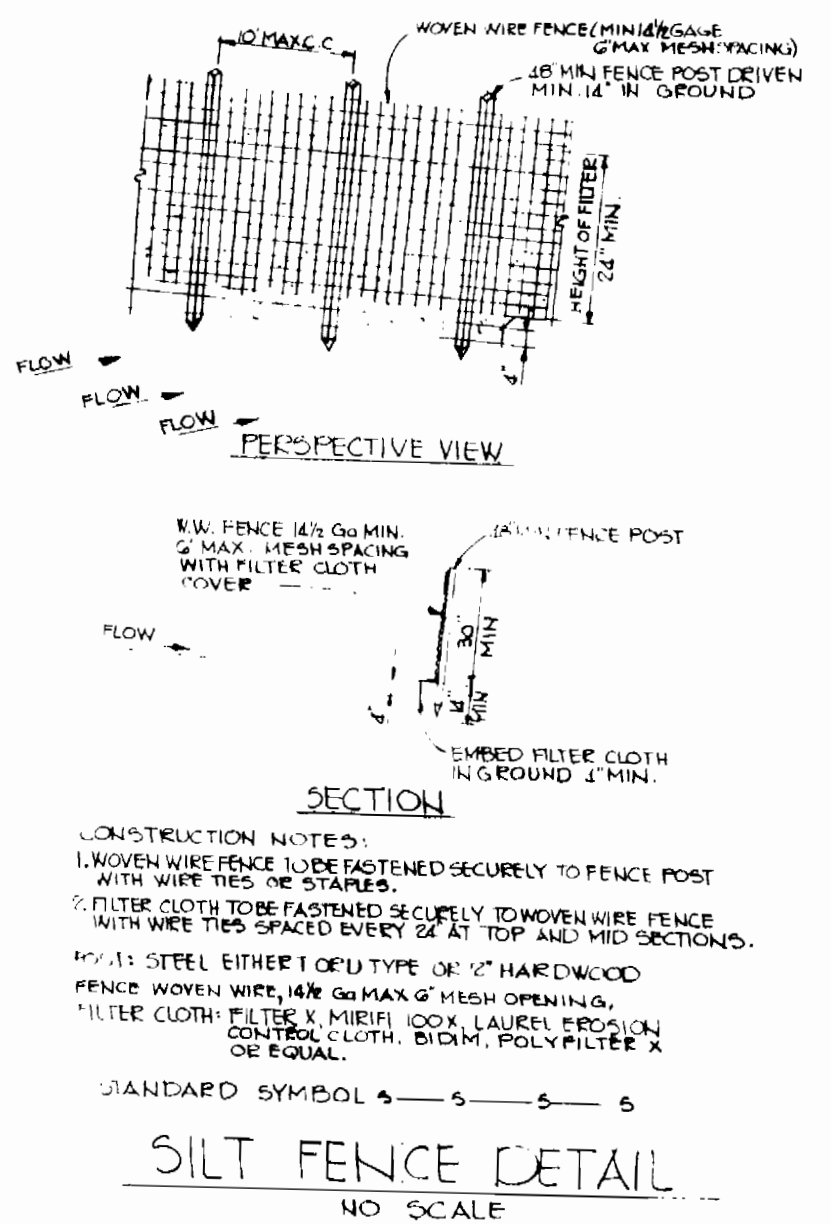 10' MAX C.C
WOVEN WIRE FENCE (MIN 14½ GAGE
6" MAX MESH SPACING)
48" MIN FENCE POST DRIVEN
MIN. 14" IN GROUND
HEIGHT OF FILTER
24" MIN.
FLOW
FLOW
FLOW
PERSPECTIVE VIEW
W.W. FENCE 14½ Ga MIN.
6" MAX. MESH SPACING
WITH FILTER CLOTH
COVER
FENCE POST
FLOW
30"
MIN
MIN
EMBED FILTER CLOTH
IN GROUND 4" MIN.
SECTION
CONSTRUCTION NOTES:
1. WOVEN WIRE FENCE TO BE FASTENED SECURELY TO FENCE POST
WITH WIRE TIES OR STAPLES.
2. FILTER CLOTH TO BE FASTENED SECURELY TO WOVEN WIRE FENCE
WITH WIRE TIES SPACED EVERY 24" AT TOP AND MID SECTIONS.
POST: STEEL EITHER T OR U TYPE OR 2" HARDWOOD
FENCE WOVEN WIRE, 14½ Ga MAX 6" MESH OPENING,
FILTER CLOTH: FILTER X, MIRIFI 100X, LAUREL EROSION
CONTROL CLOTH, BIDIM, POLYFILTER X
OR EQUAL.
STANDARD SYMBOL S — S — S — S
SILT FENCE DETAIL
NO SCALE